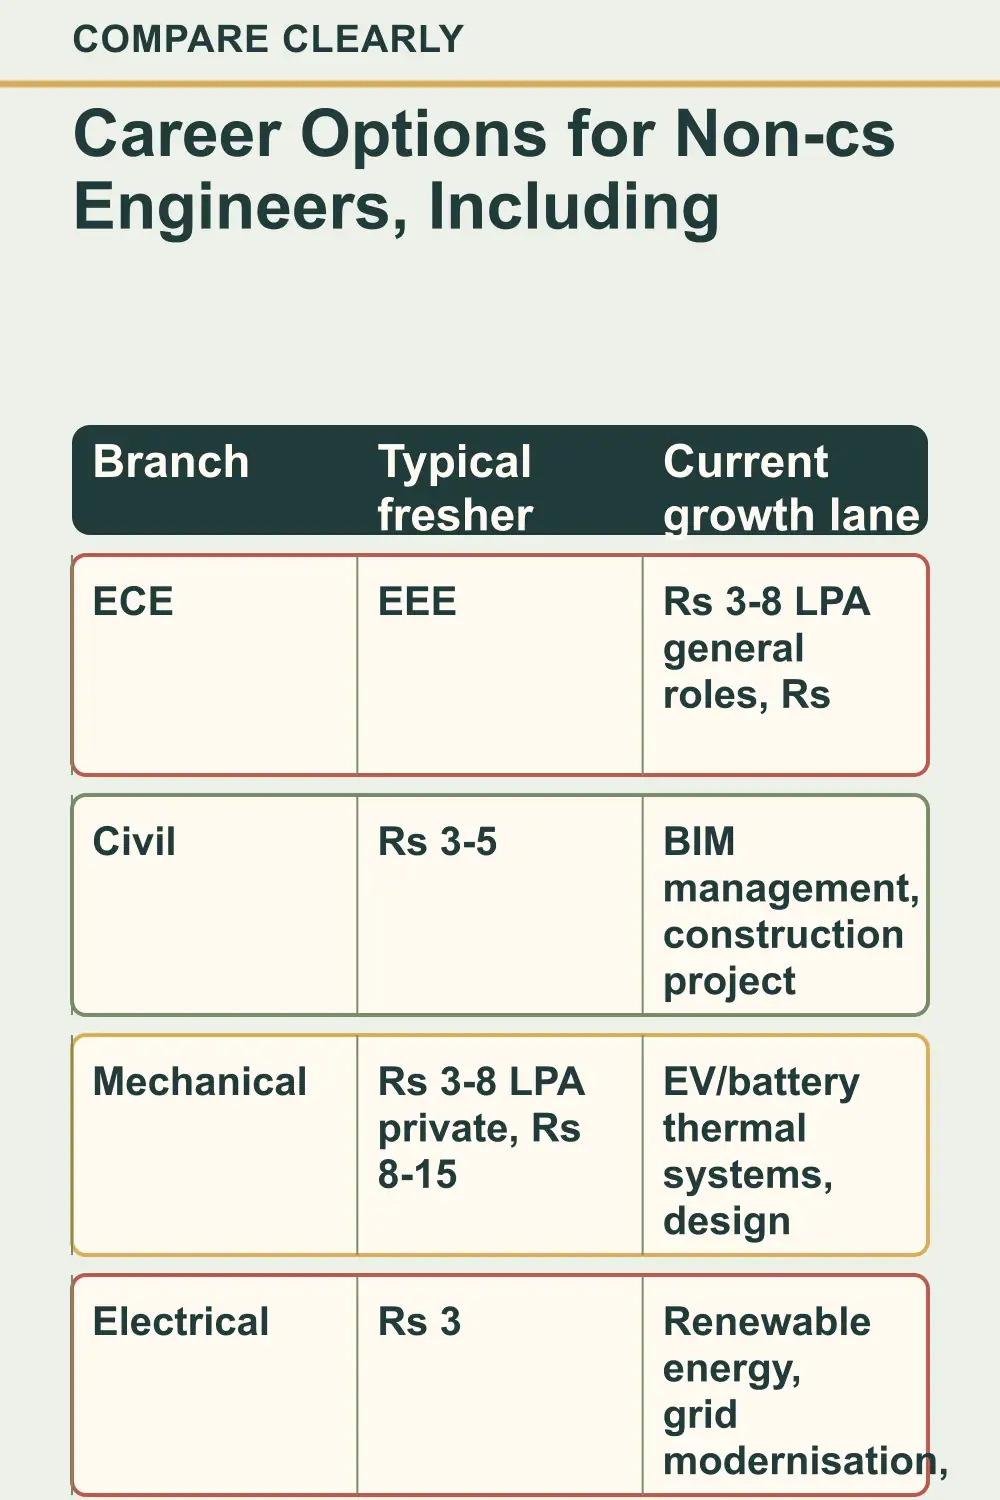 COMPARE CLEARLY
Career Options for Non-cs
Engineers, Including
Branch
Typical
fresher
Current
growth lane
ECE
EEE
Rs 3-8 LPA
general
roles, Rs
Civil
Rs 3-5
BIM
management,
construction
project
Mechanical
Rs 3-8 LPA
private, Rs
8-15
EV/battery
thermal
systems,
design
Electrical
Rs 3
Renewable
energy,
grid
modernisation,